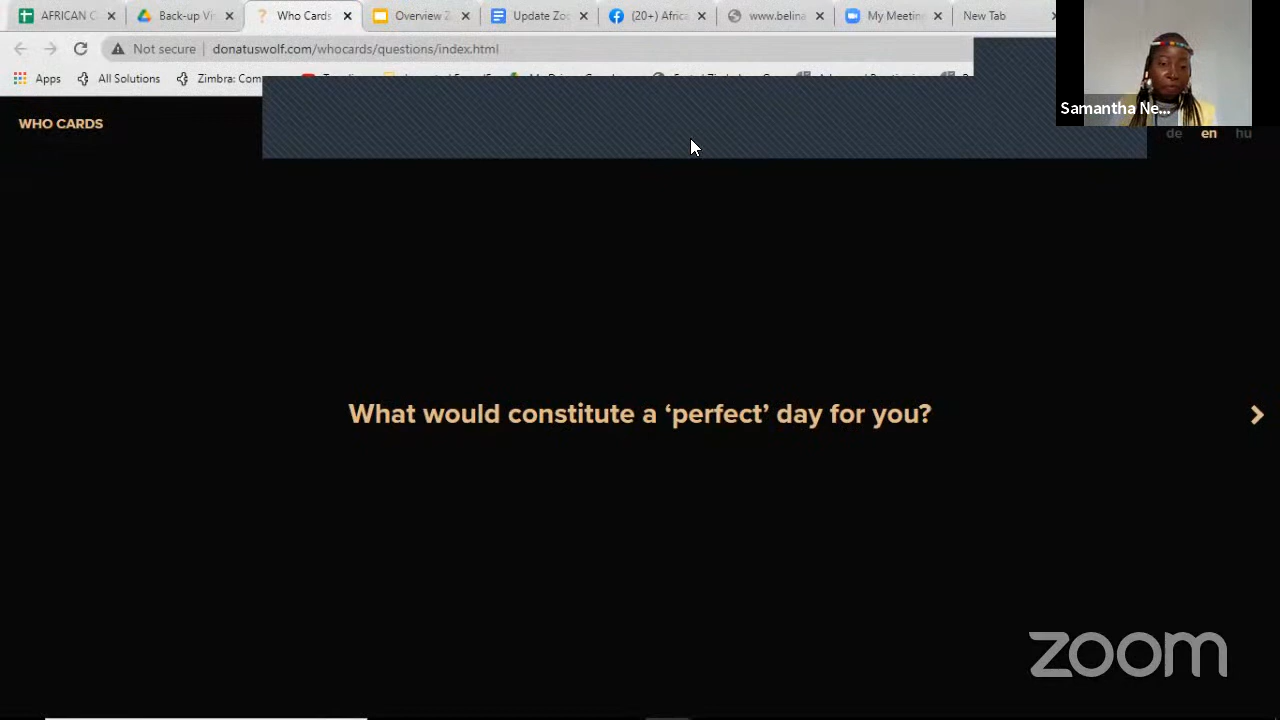 AFRICAN C
Back-up Vi
Who Cards
Overview Z
Update Zoo
(20+) Africa
www.belina
My Meetin
New Tab
Not secure
donatuswolf.com/whocards/questions/index.html
Apps
All Solutions
Zimbra: Com
Samantha Ne...
WHO CARDS
de en hu
What would constitute a ‘perfect’ day for you?
zoom